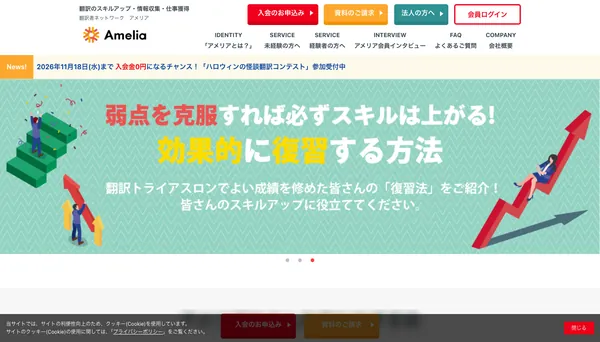 翻訳のスキルアップ・情報収集・仕事獲得
翻訳者ネットワーク アメリア
Amelia
入会のお申込み
資料のご請求
法人の方へ
会員ログイン
IDENTITY
「アメリアとは？」
SERVICE
未経験の方へ
SERVICE
経験者の方へ
INTERVIEW
アメリア会員インタビュー
FAQ
よくあるご質問
COMPANY
会社概要
News!
2026年11月18日(水)まで 入会金0円になるチャンス！「ハロウィンの怪談翻訳コンテスト」参加受付中
弱点を克服すれば必ずスキルは上がる!
効果的に復習する方法
翻訳トライアスロンでよい成績を修めた皆さんの「復習法」をご紹介！
皆さんのスキルアップに役立ててください。
入会のお申込み
資料のご請求
当サイトでは、サイトの利便性向上のため、クッキー(Cookie)を使用しています。
サイトのクッキー(Cookie)の使用に関しては、「プライバシーポリシー」をご覧ください。
閉じる